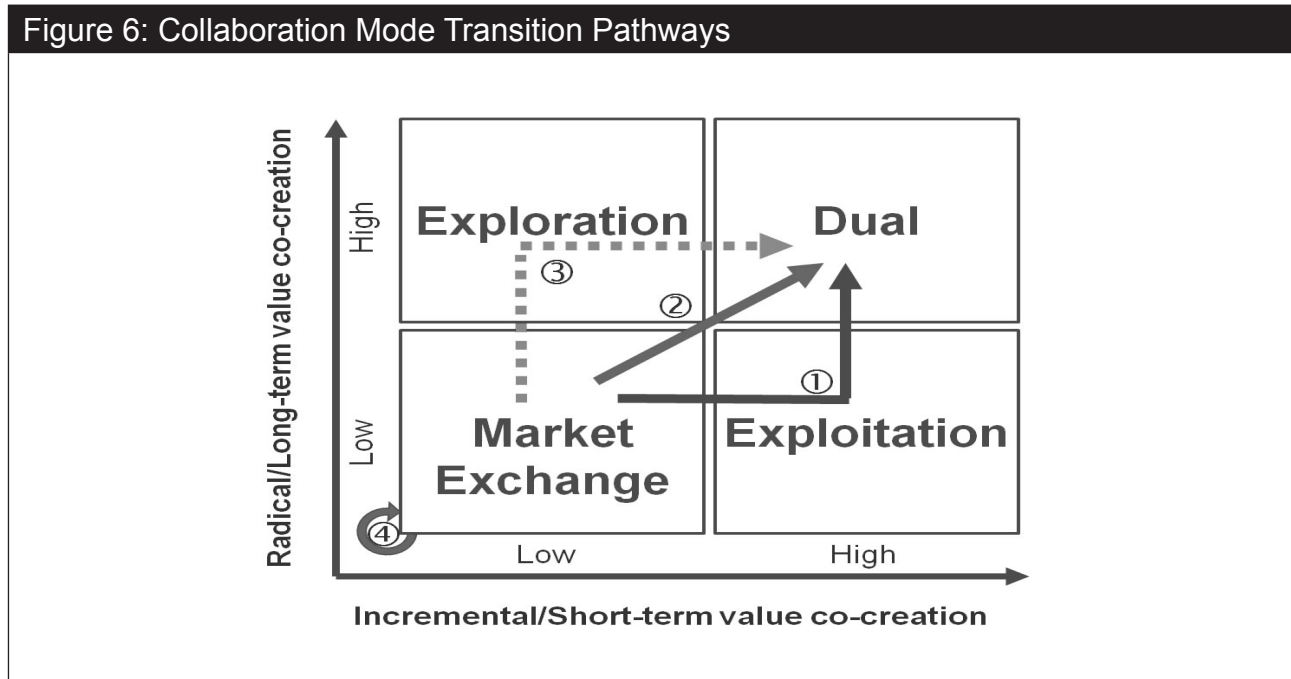 Figure 6: Collaboration Mode Transition Pathways
Radical/Long-term value co-creation
High
Low
Exploration
Dual
③
②
①
Market
Exchange
Exploitation
④
Low
High
Incremental/Short-term value co-creation